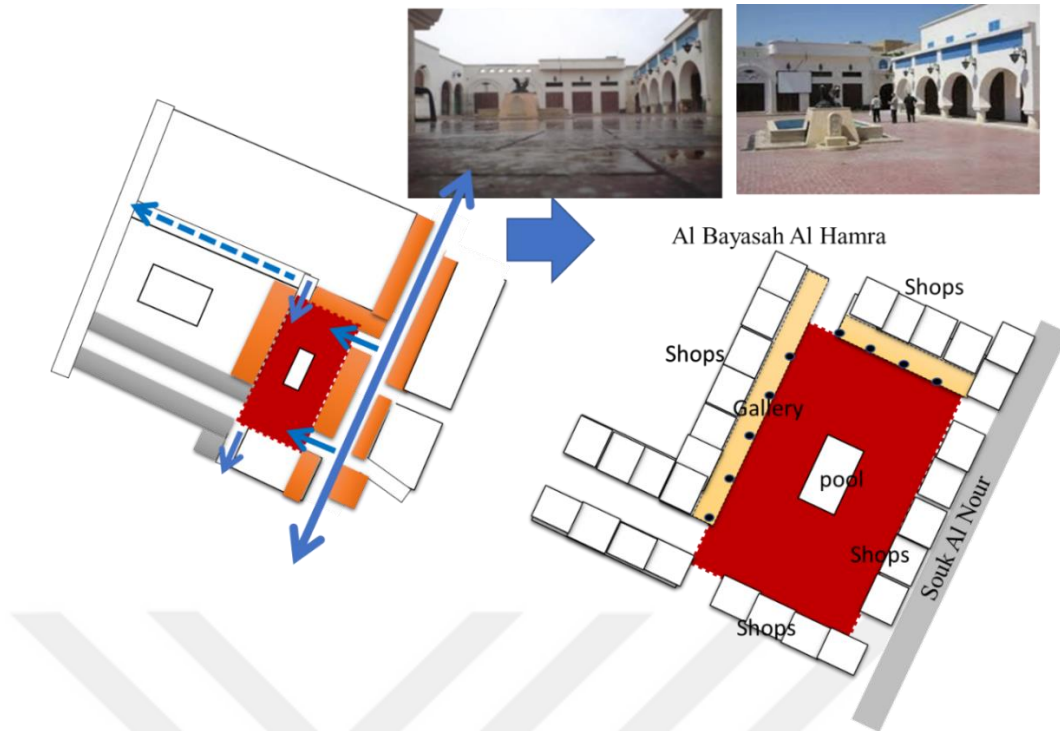 Al Bayasah Al Hamra
Shops
Shops
Gallery
pool
Shops
Souk Al Nour
Shops